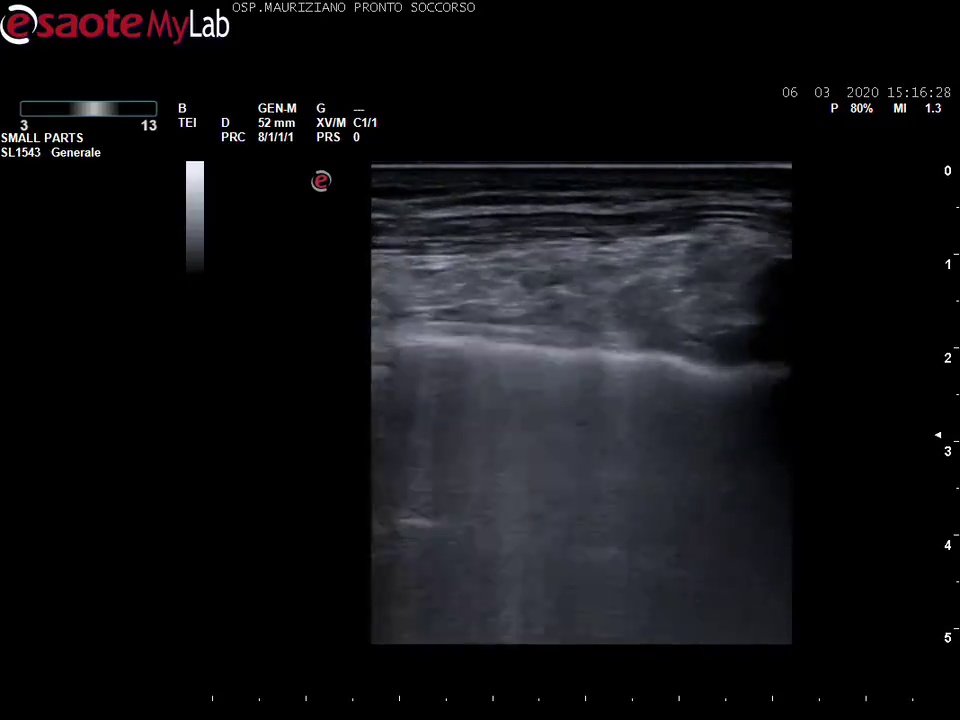 OSP.MAURIZIANO PRONTO SOCCORSO
esaote MyLab
06 03 2020 15:16:28
P 80% MI 1.3
B GEN-M G ---
TEI D 52 mm XV/M C1/1
PRC 8/1/1/1 PRS 0
3 13
SMALL PARTS
SL1543 Generale
e
0
1
2
3
4
5